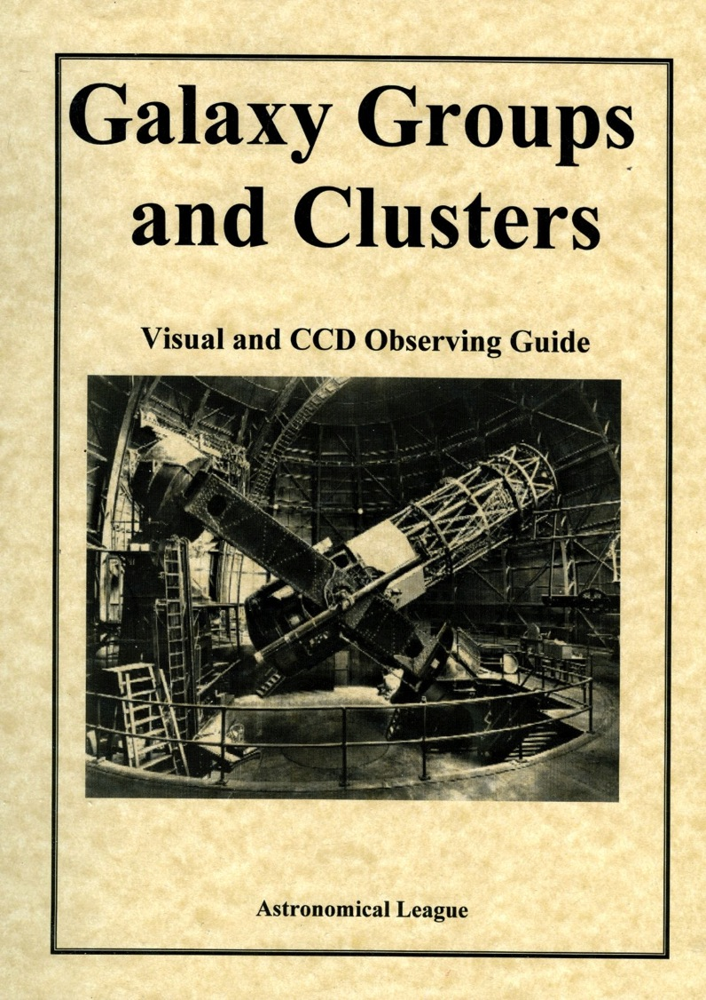 Galaxy Groups
and Clusters
Visual and CCD Observing Guide
Astronomical League